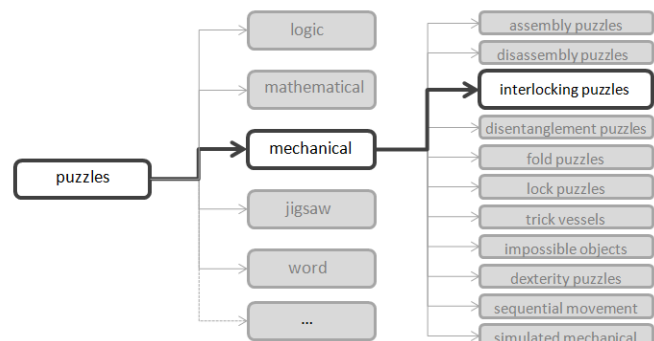 puzzles
logic
mathematical
mechanical
jigsaw
word
...
assembly puzzles
disassembly puzzles
interlocking puzzles
disentanglement puzzles
fold puzzles
lock puzzles
trick vessels
impossible objects
dexterity puzzles
sequential movement
simulated mechanical